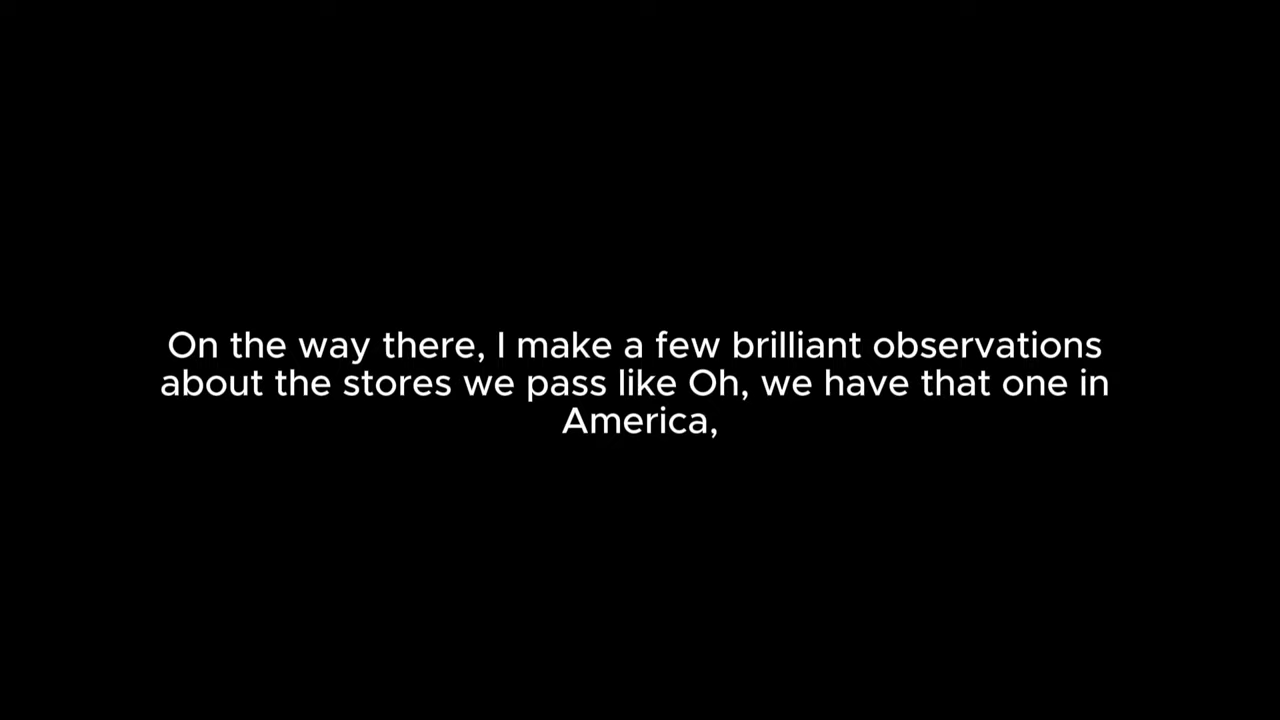 On the way there, I make a few brilliant observations
about the stores we pass like Oh, we have that one in
America,